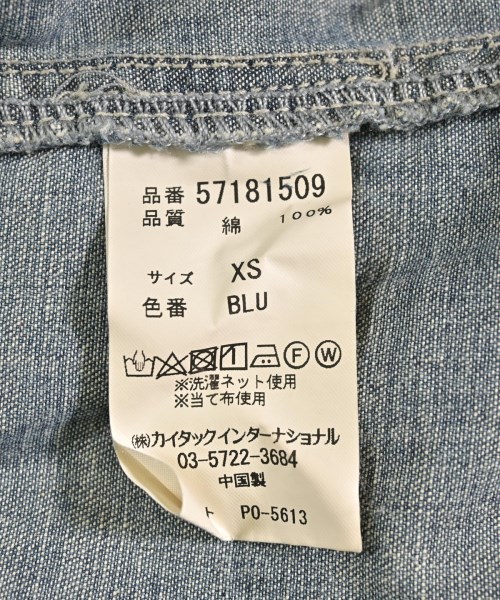 品番 57181509
品質 綿 100%
サイズ XS
色番 BLU
F W
※洗濯ネット使用
※当て布使用
㈱カイタックインターナショナル
03-5722-3684
中国製
ト PO-5613